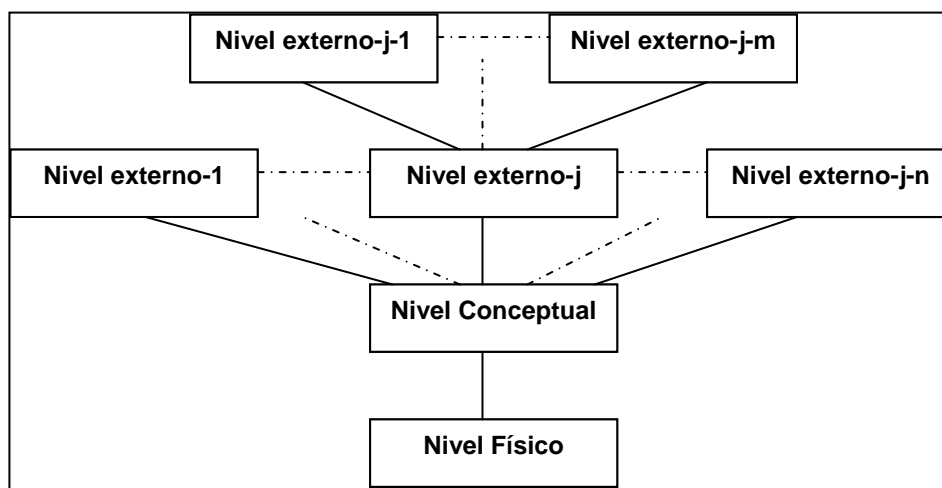 Nivel externo-j-1
Nivel externo-j-m
Nivel externo-1
Nivel externo-j
Nivel externo-j-n
Nivel Conceptual
Nivel Físico